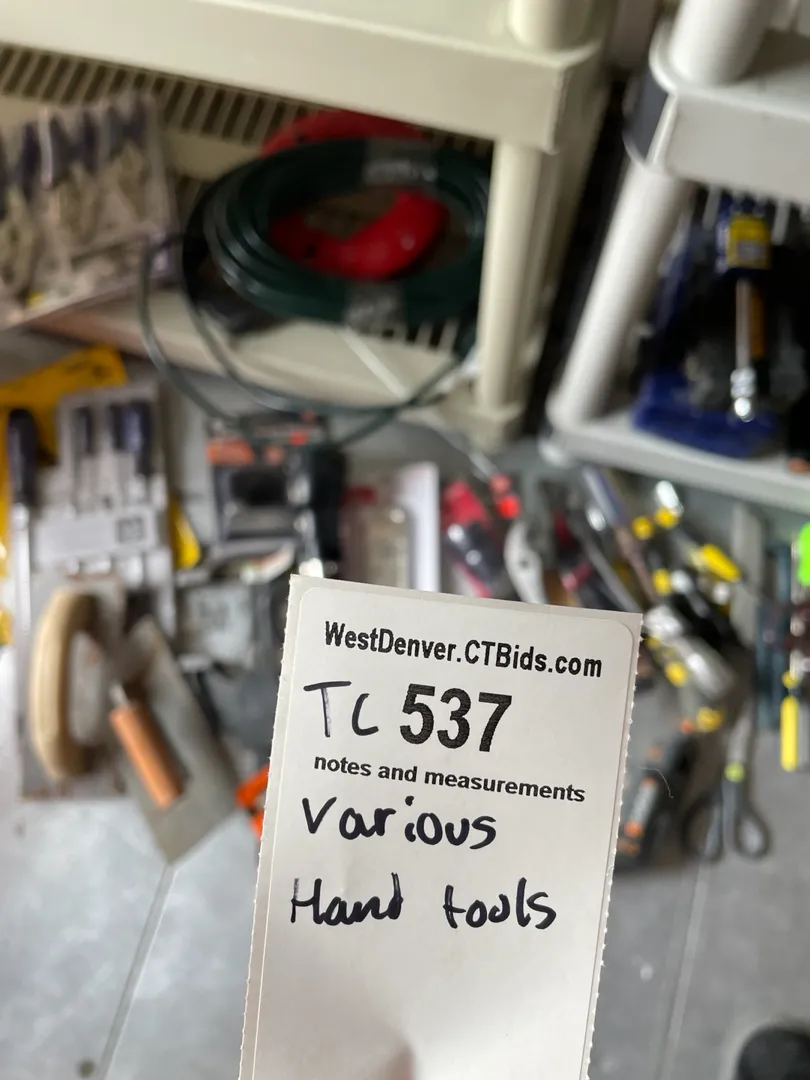 WestDenver.CTBids.com
TC 537
notes and measurements
Various
Hand tools